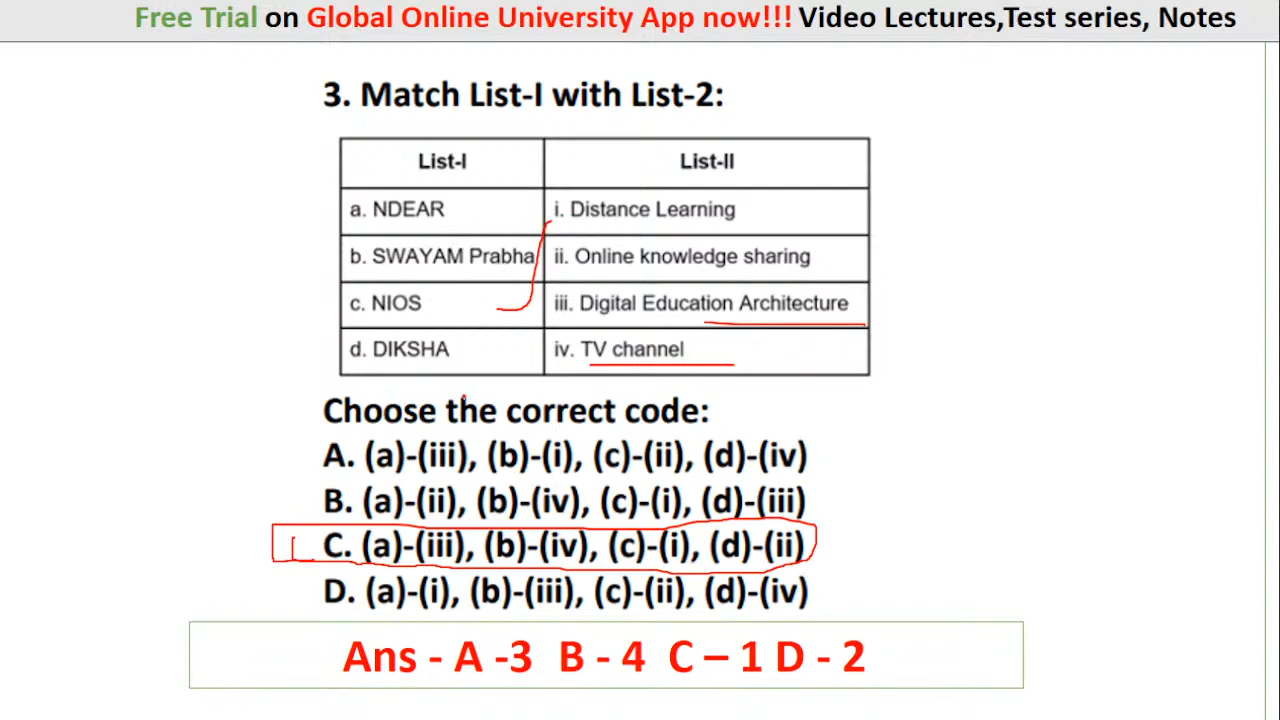 Free Trial on Global Online University App now!!! Video Lectures,Test series, Notes
3. Match List-I with List-2:
List-I List-II
a. NDEAR i. Distance Learning
b. SWAYAM Prabha ii. Online knowledge sharing
c. NIOS iii. Digital Education Architecture
d. DIKSHA iv. TV channel
Choose the correct code:
A. (a)-(iii), (b)-(i), (c)-(ii), (d)-(iv)
B. (a)-(ii), (b)-(iv), (c)-(i), (d)-(iii)
C. (a)-(iii), (b)-(iv), (c)-(i), (d)-(ii)
D. (a)-(i), (b)-(iii), (c)-(ii), (d)-(iv)
Ans - A -3 B - 4 C – 1 D - 2